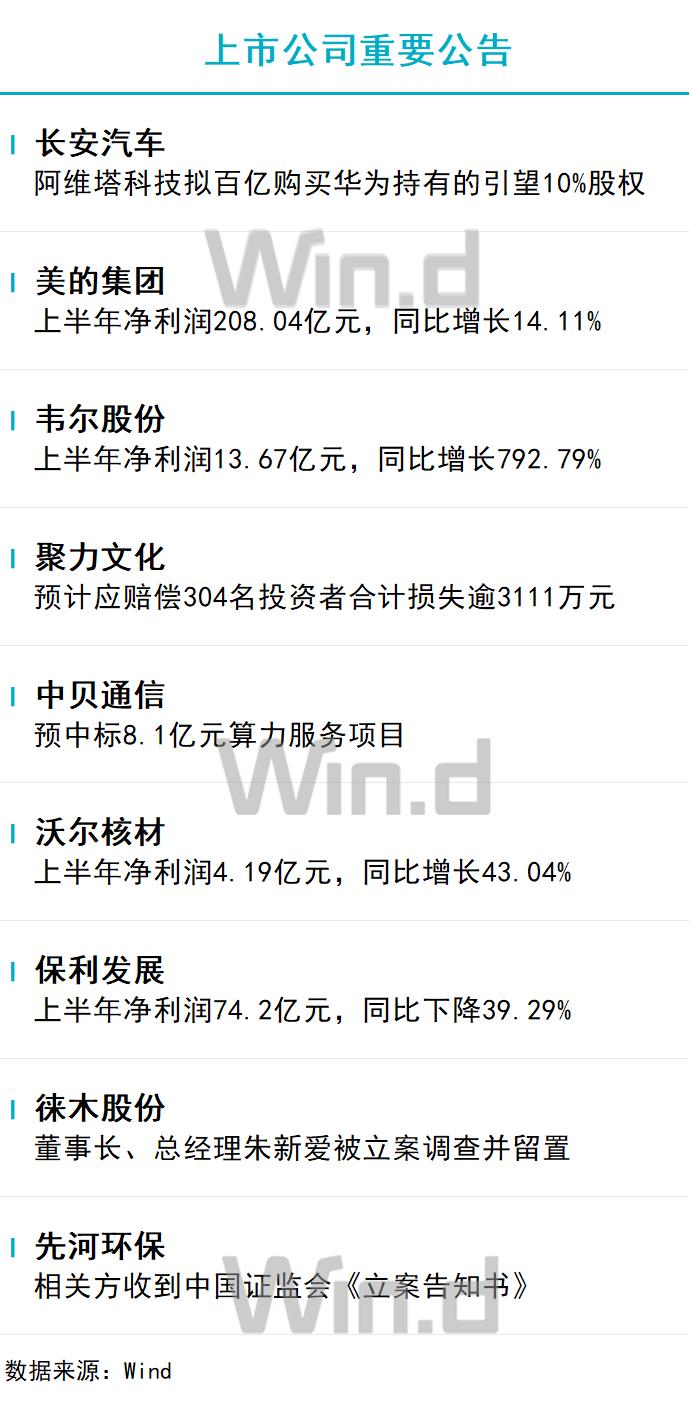 上市公司重要公告
长安汽车
阿维塔科技拟百亿购买华为持有的引望10%股权
Win.d
美的集团
上半年净利润208.04亿元，同比增长14.11%
韦尔股份
上半年净利润13.67亿元，同比增长792.79%
聚力文化
预计应赔偿304名投资者合计损失逾3111万元
中贝通信
预中标8.1亿元算力服务项目
Win.d
沃尔核材
上半年净利润4.19亿元，同比增长43.04%
保利发展
上半年净利润74.2亿元，同比下降39.29%
徕木股份
董事长、总经理朱新爱被立案调查并留置
先河环保
相关方收到中国证监会《立案告知书》
Win.d
数据来源：Wind